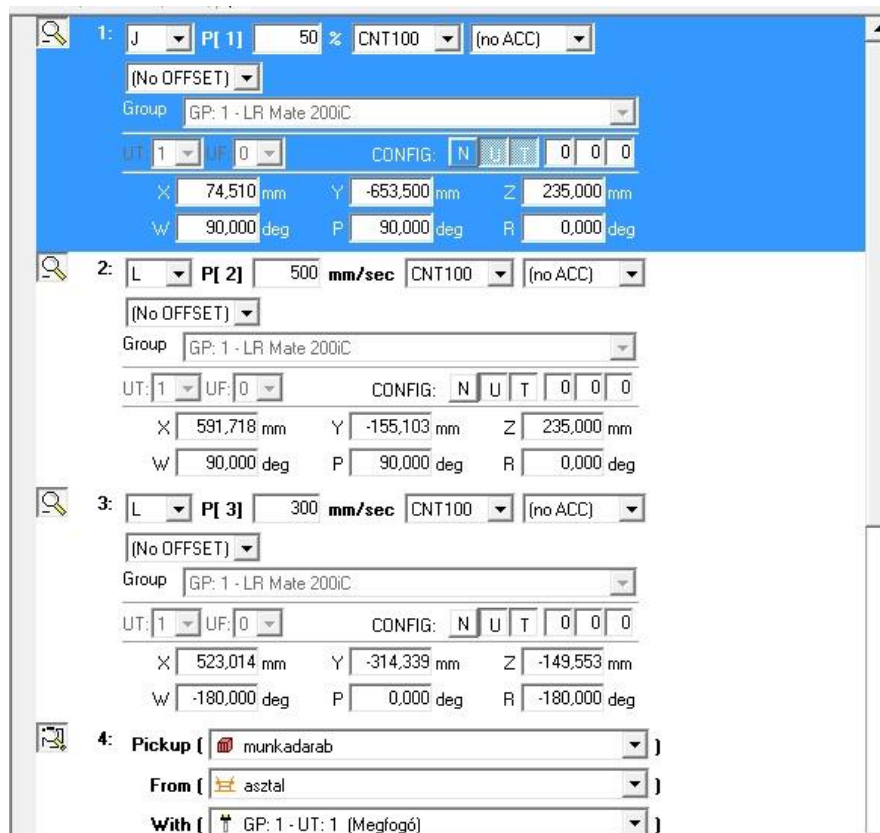 1: J P[ 1] 50 % CNT100 (no ACC)
(No OFFSET)
Group GP: 1 - LR Mate 200iC
UT: 1 UF: 0 CONFIG: N U T 0 0 0
X 74,510 mm Y -653,500 mm Z 235,000 mm
W 90,000 deg P 90,000 deg R 0,000 deg
2: L P[ 2] 500 mm/sec CNT100 (no ACC)
(No OFFSET)
Group GP: 1 - LR Mate 200iC
UT: 1 UF: 0 CONFIG: N U T 0 0 0
X 591,718 mm Y -155,103 mm Z 235,000 mm
W 90,000 deg P 90,000 deg R 0,000 deg
3: L P[ 3] 300 mm/sec CNT100 (no ACC)
(No OFFSET)
Group GP: 1 - LR Mate 200iC
UT: 1 UF: 0 CONFIG: N U T 0 0 0
X 523,014 mm Y -314,339 mm Z -149,553 mm
W -180,000 deg P 0,000 deg R -180,000 deg
4: Pickup ( munkadarab )
From ( asztal )
With ( GP: 1 - UT: 1 (Megfogó) )